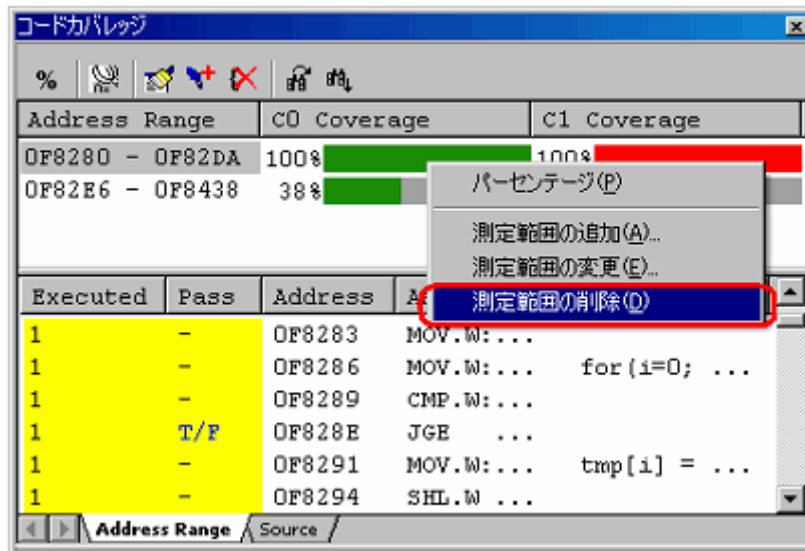 コードカバレッジ
%
Address Range C0 Coverage C1 Coverage
0F8280 - 0F82DA 100% 100%
0F82E6 - 0F8438 38%
パーセンテージ(P)
測定範囲の追加(A)...
測定範囲の変更(E)...
測定範囲の削除(D)
Executed Pass Address A
1 - 0F8283 MOV.W:...
1 - 0F8286 MOV.W:... for(i=0; ...
1 - 0F8289 CMP.W:...
1 T/F 0F828E JGE ...
1 - 0F8291 MOV.W:... tmp[i] = ...
1 - 0F8294 SHL.W ...
Address Range Source